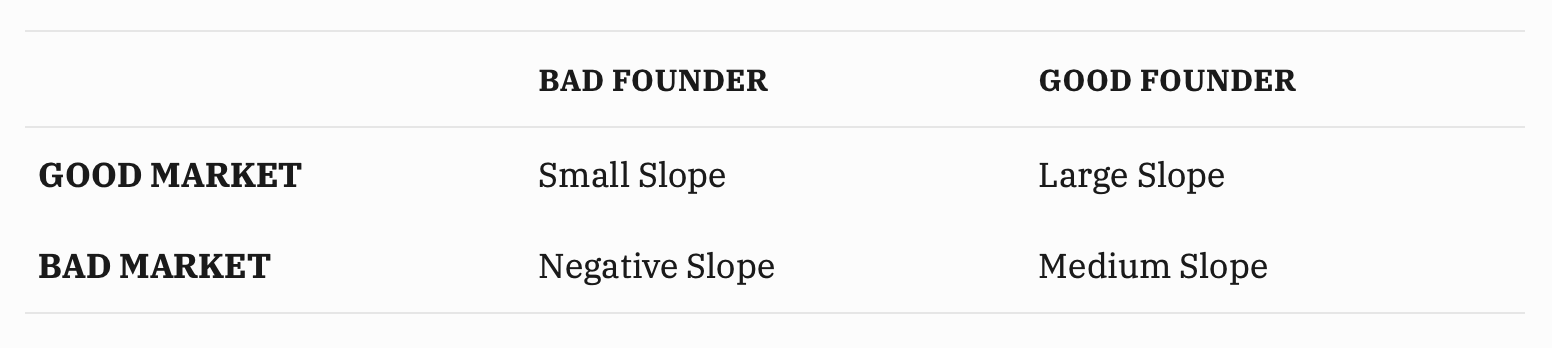 BAD FOUNDER GOOD FOUNDER
GOOD MARKET Small Slope Large Slope
BAD MARKET Negative Slope Medium Slope